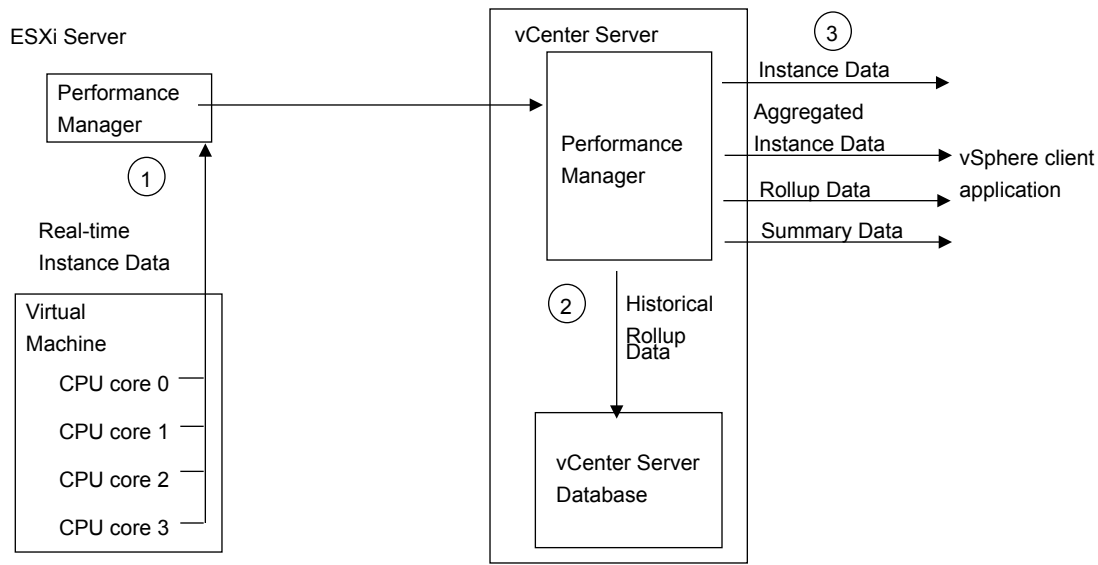 ESXi Server
Performance
Manager
1
Real-time
Instance Data
Virtual
Machine
CPU core 0
CPU core 1
CPU core 2
CPU core 3
vCenter Server
Performance
Manager
2
Historical
Rollup
Data
vCenter Server
Database
3
Instance Data
Aggregated
Instance Data
Rollup Data
Summary Data
vSphere client
application